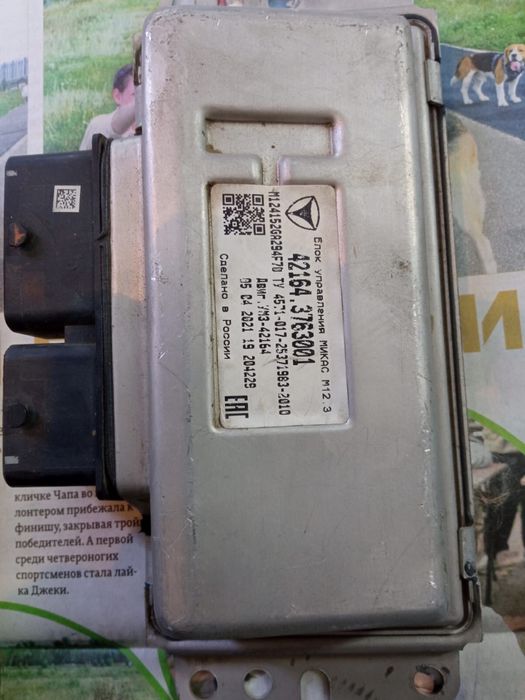 Блок управления МИКАС М12.3
42164.3763001
М124152GR294F70 ТУ 4571-017-25371983-2010
Двиг. УМЗ-42164
05 04 2021 19 204229
Сделано в России
ЕАС
кличке Чапа во
лонтером прибежала к
финишу, закрывая трой
победителей. А первой
среди четвероногих
спортсменов стала лай-
ка Джеки.